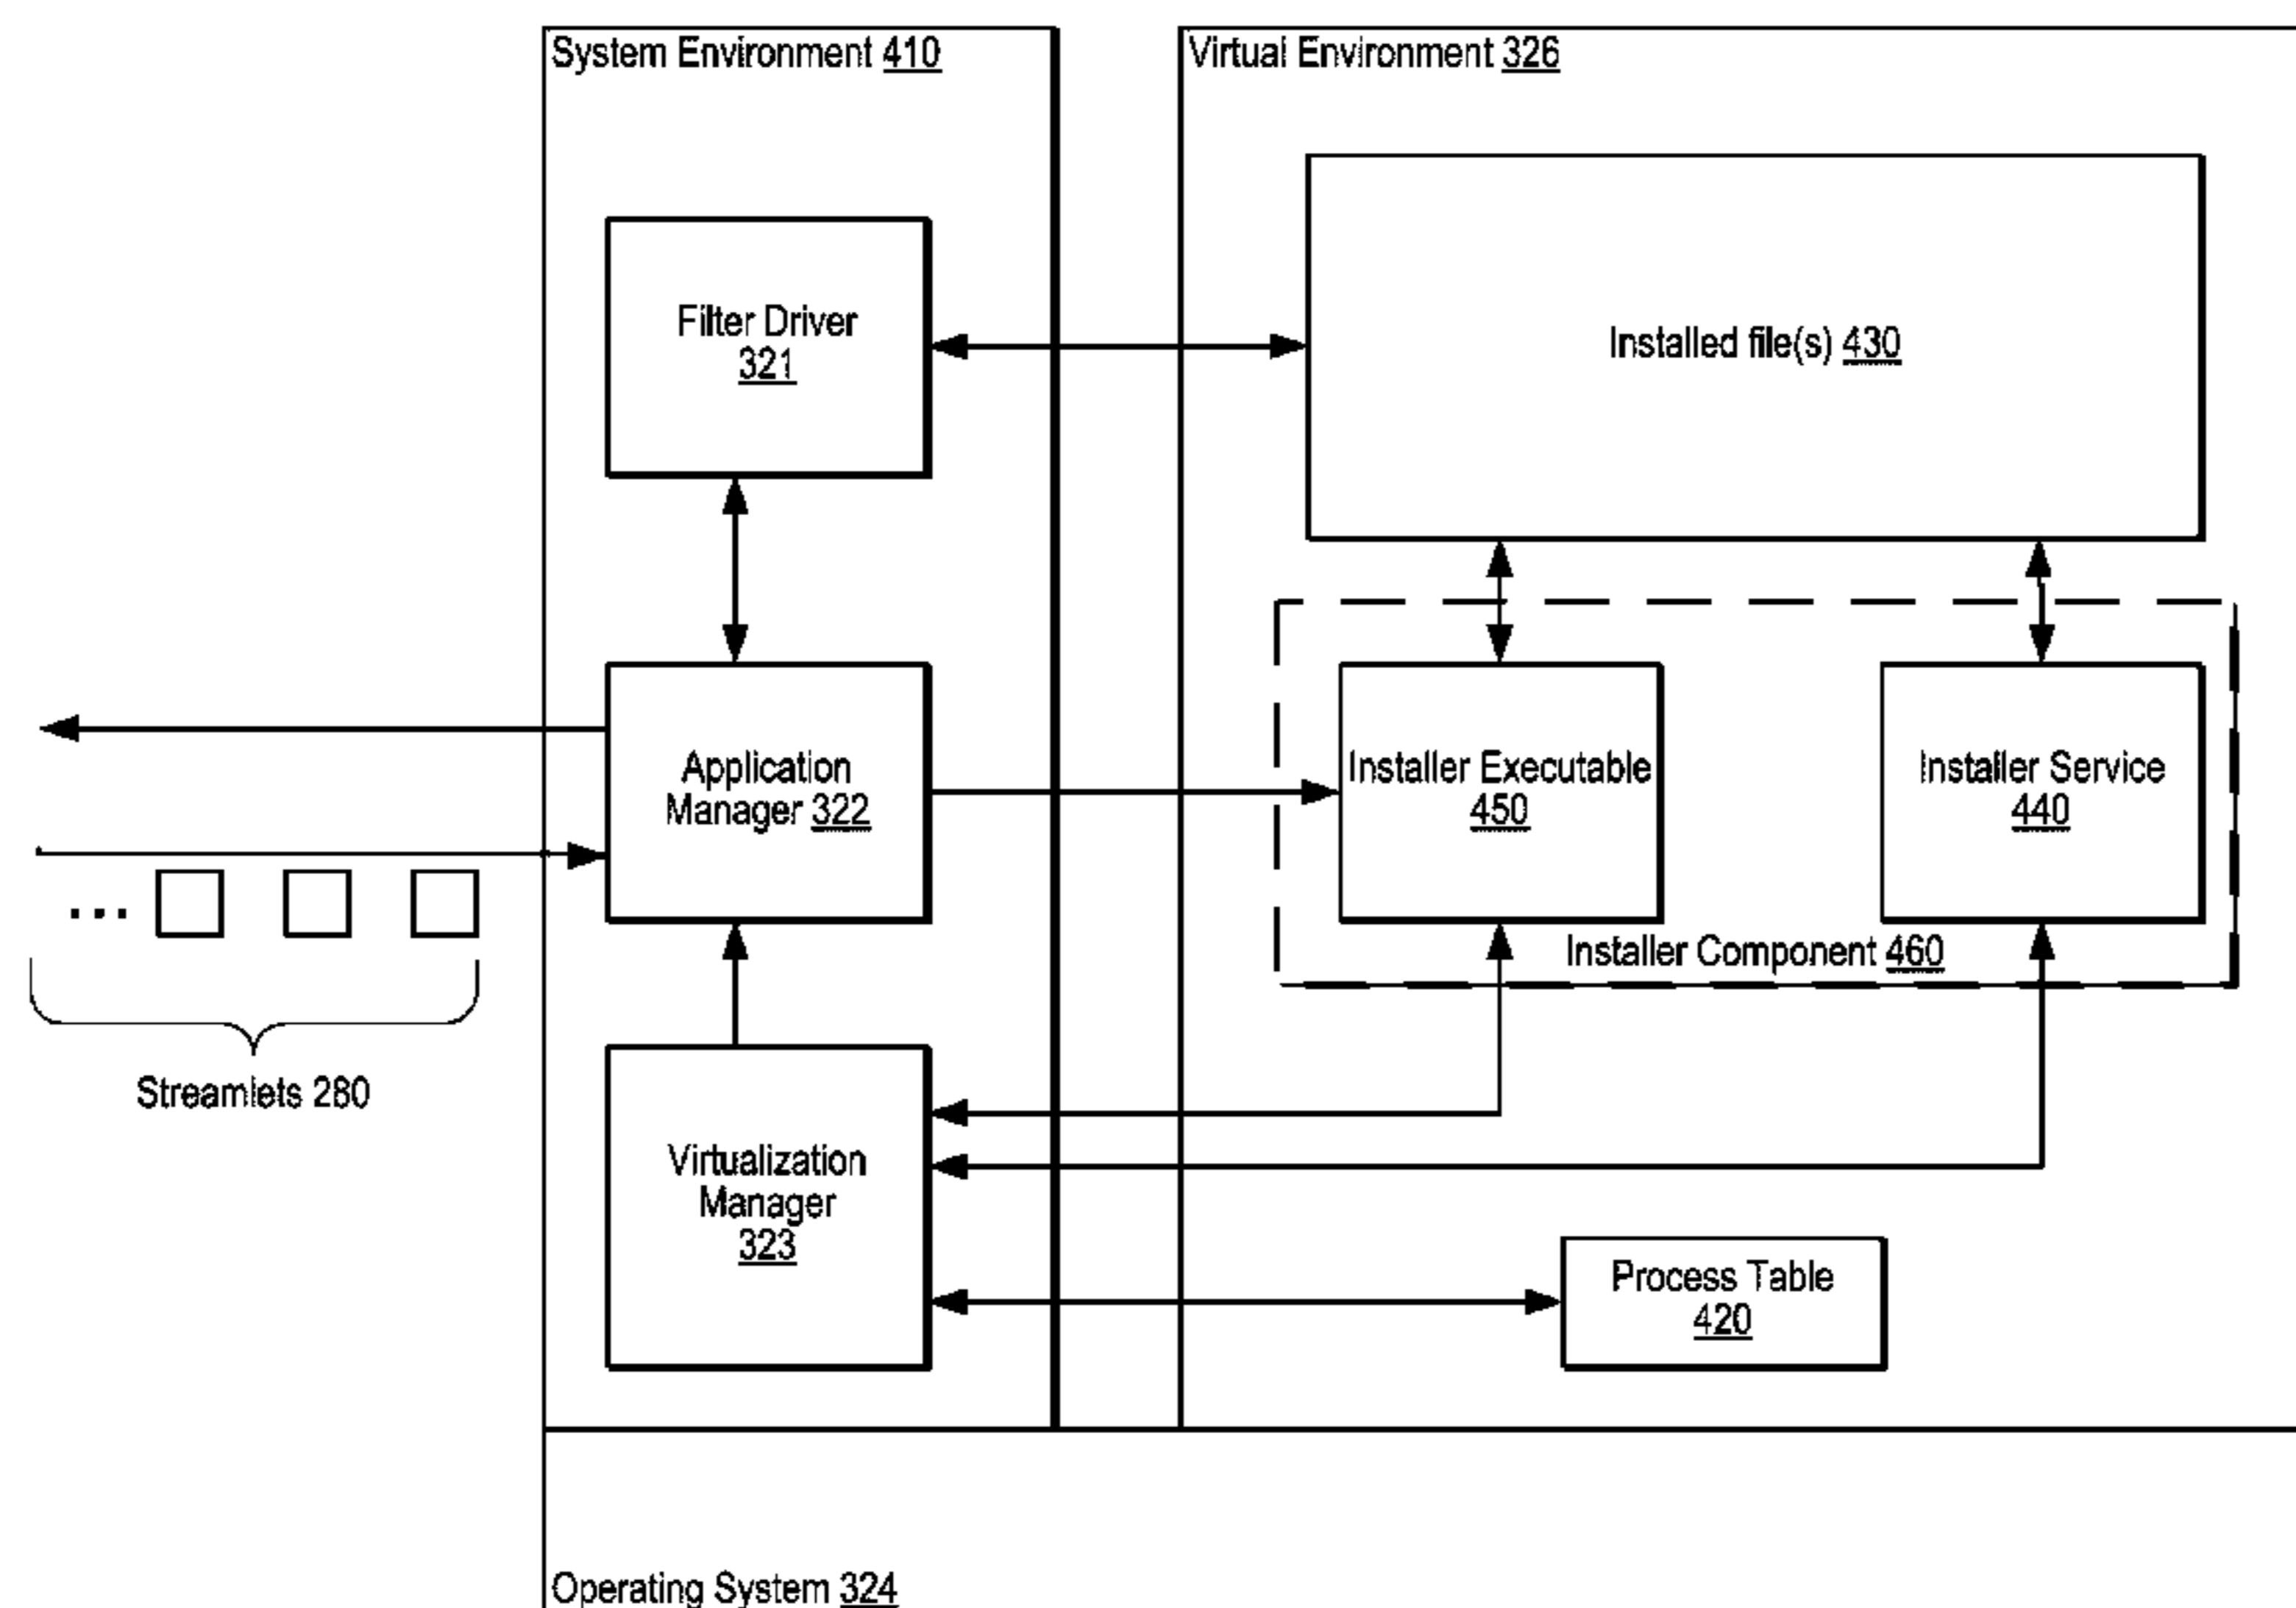 System Environment 410
Virtual Environment 326
Filter Driver
321
Installed file(s) 430
Application
Manager 322
Installer Executable
450
Installer Service
440
Installer Component 460
...
Streamlets 280
Virtualization
Manager
323
Process Table
420
Operating System 324